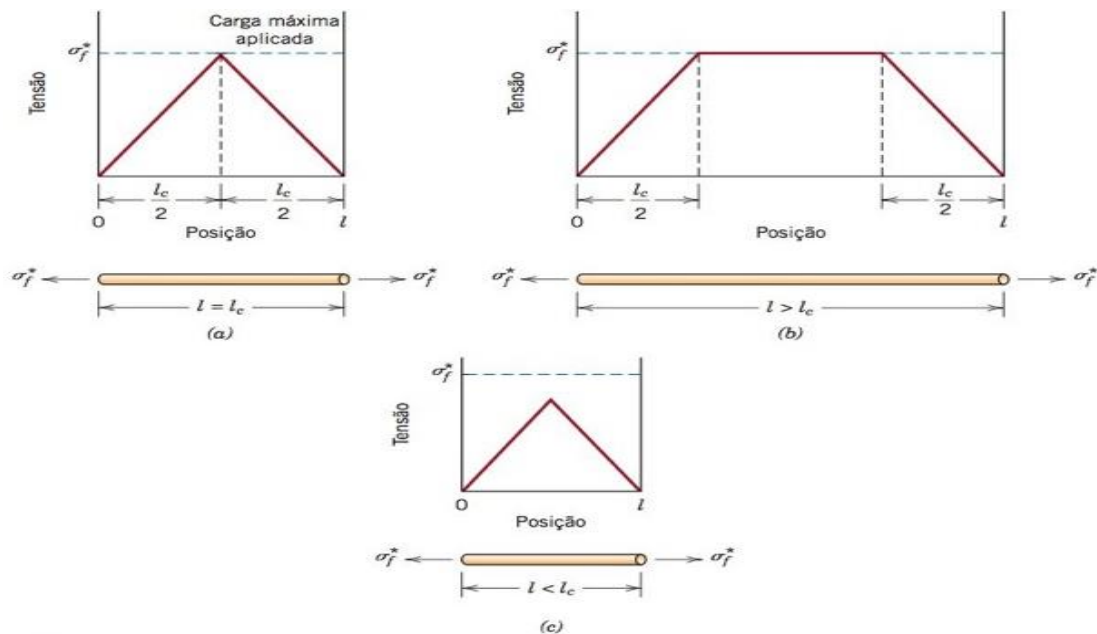 Carga máxima
aplicada
σ*f
Tensão
lc/2 lc/2
0 l
Posição
σ*f σ*f
l = lc
(a)
σ*f
Tensão
lc/2 lc/2
0 l
Posição
σ*f σ*f
l > lc
(b)
σ*f
Tensão
0 l
Posição
σ*f σ*f
l < lc
(c)